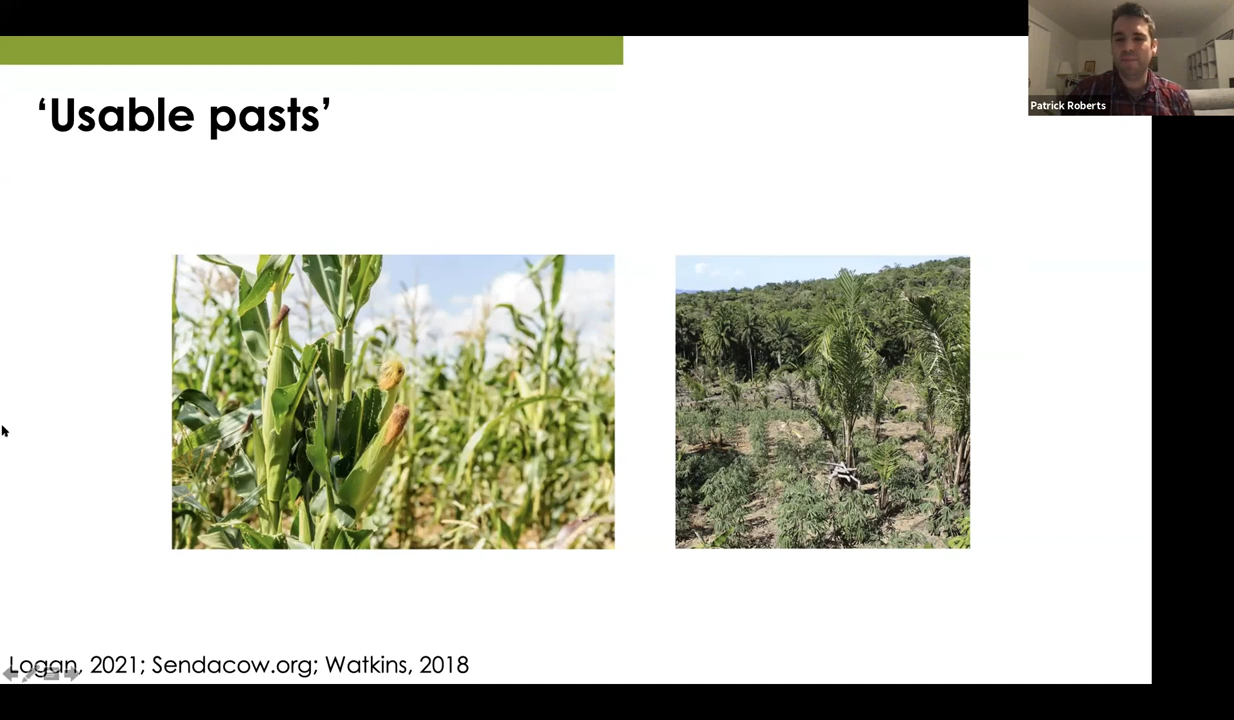 ‘Usable pasts’
Patrick Roberts
Logan, 2021; Sendacow.org; Watkins, 2018